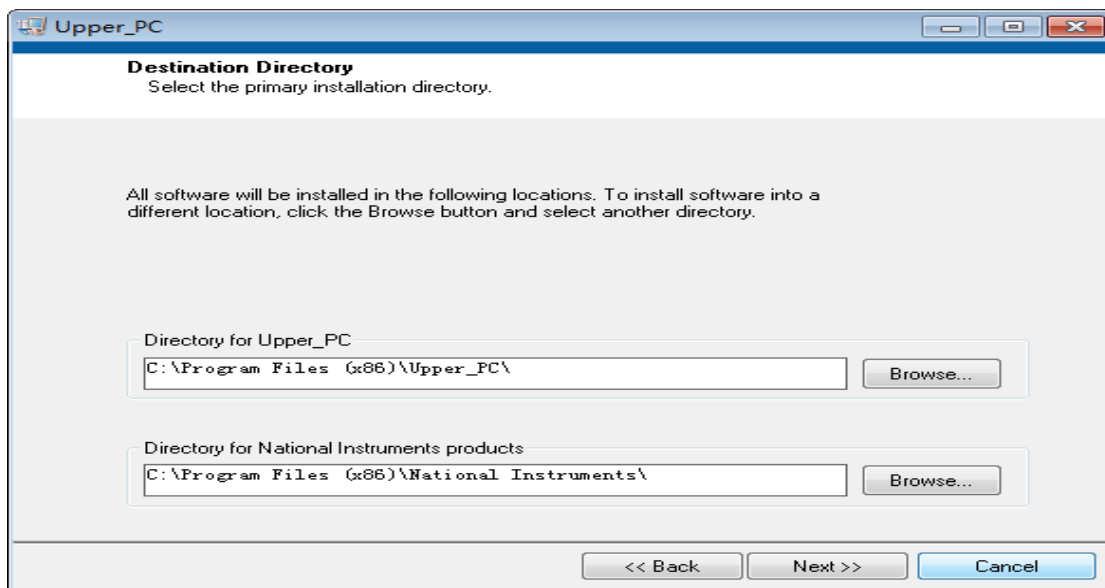 Upper_PC
Destination Directory
Select the primary installation directory.
All software will be installed in the following locations. To install software into a
different location, click the Browse button and select another directory.
Directory for Upper_PC
C:\Program Files (x86)\Upper_PC\
Browse...
Directory for National Instruments products
C:\Program Files (x86)\National Instruments\
Browse...
<< Back
Next >>
Cancel